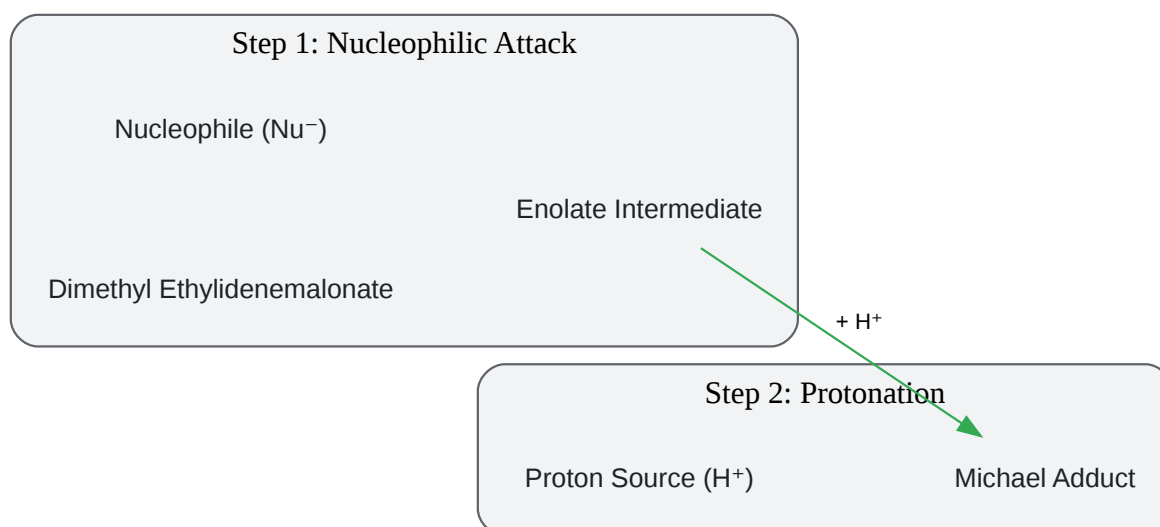 Step 1: Nucleophilic Attack
Nucleophile (Nu⁻)
Enolate Intermediate
Dimethyl Ethylidenemalonate
+ H⁺
Step 2: Protonation
Proton Source (H⁺)
Michael Adduct